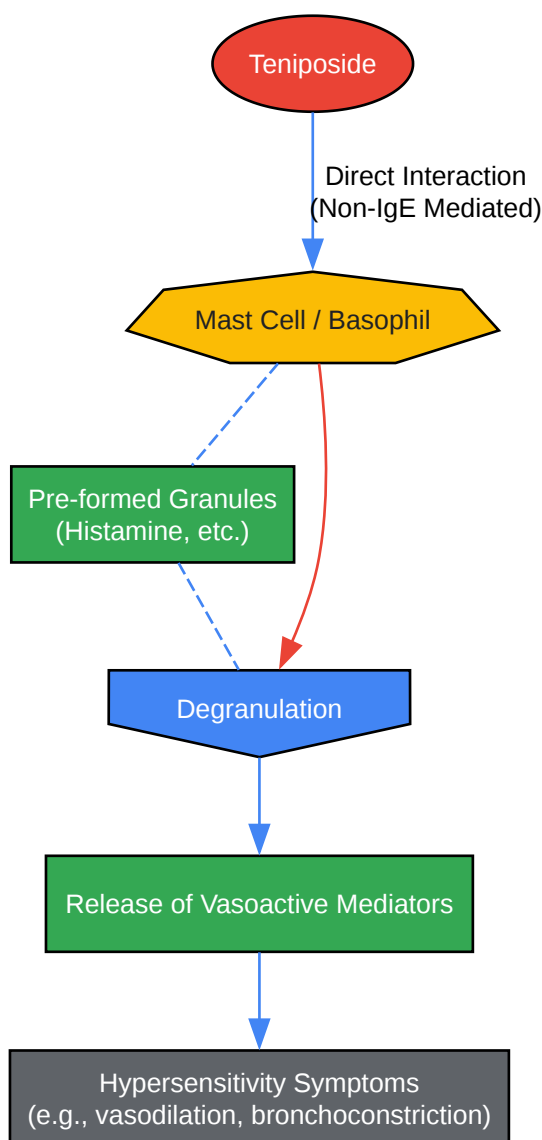 Teniposide
Direct Interaction
(Non-IgE Mediated)
Mast Cell / Basophil
Pre-formed Granules
(Histamine, etc.)
Degranulation
Release of Vasoactive Mediators
Hypersensitivity Symptoms
(e.g., vasodilation, bronchoconstriction)